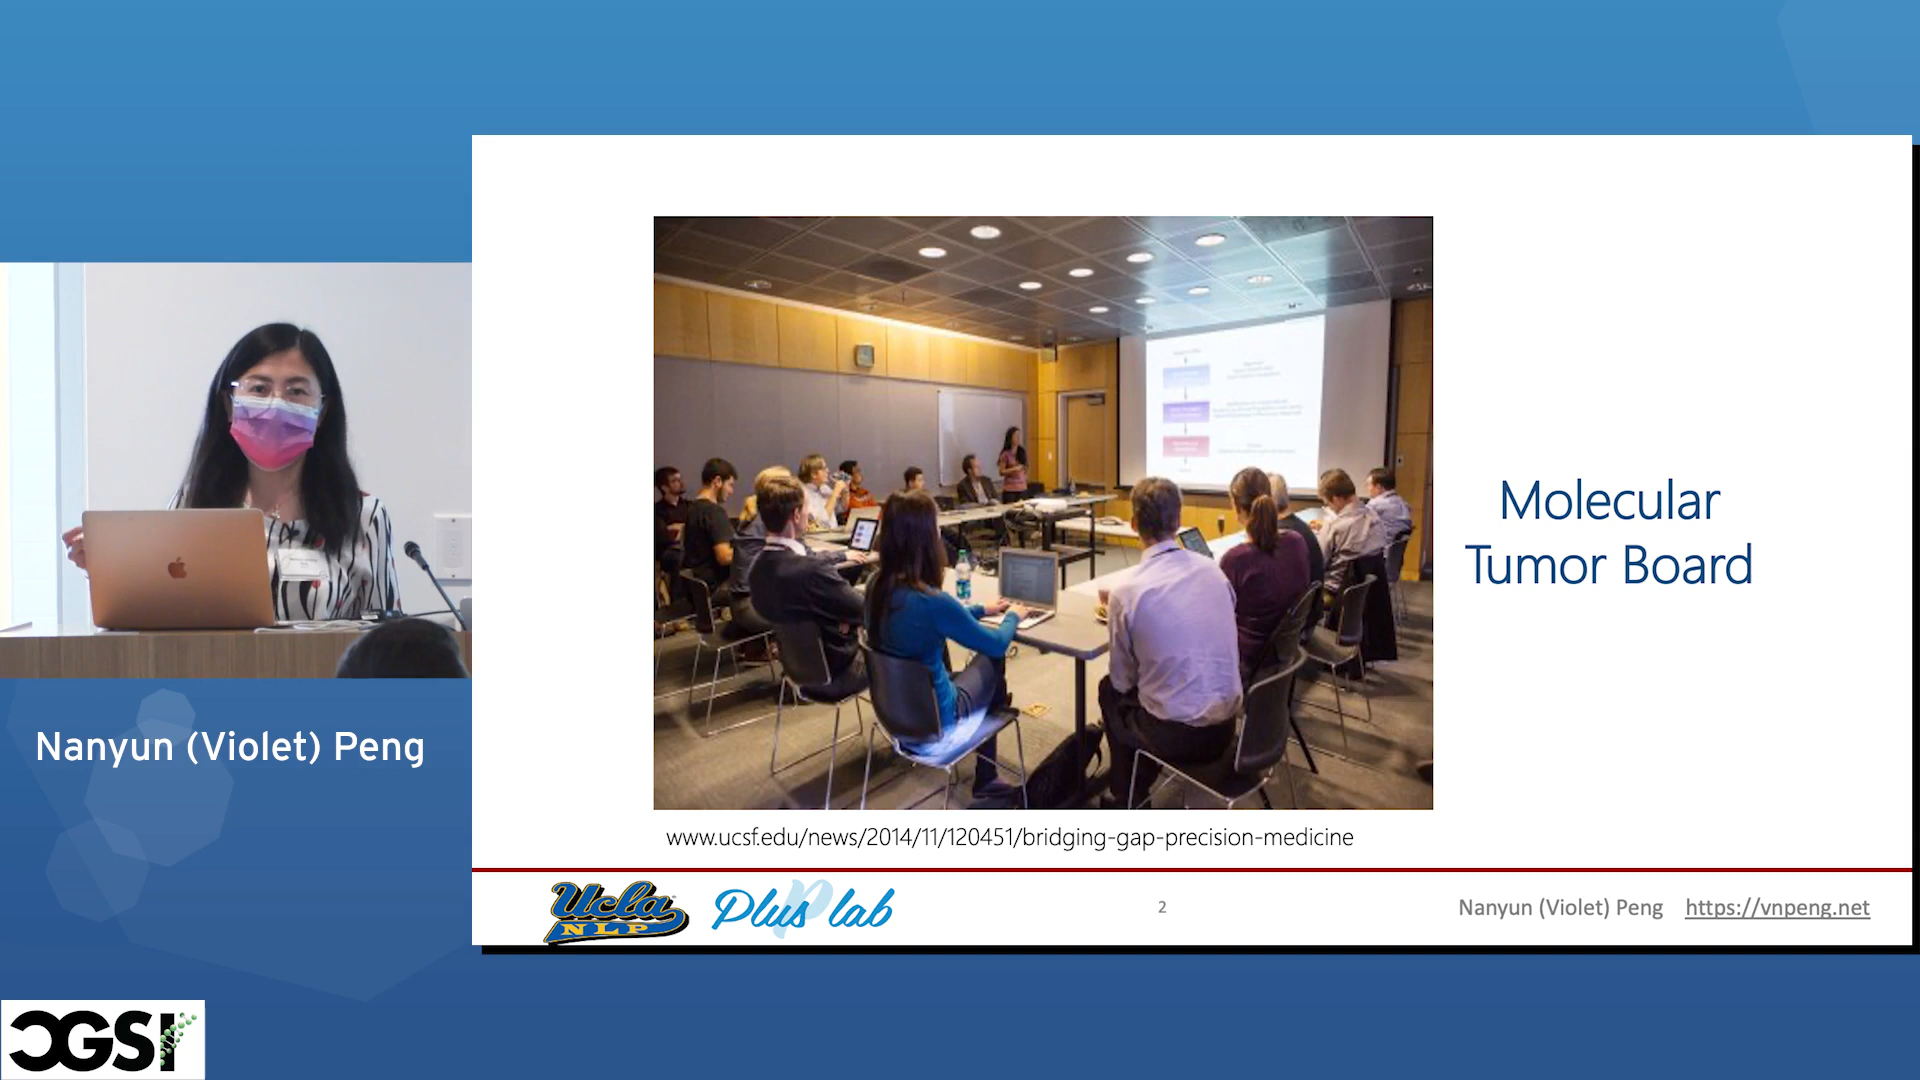 Molecular
Tumor Board
www.ucsf.edu/news/2014/11/120451/bridging-gap-precision-medicine
Nanyun (Violet) Peng
Ucla
NLP
Plus lab
2
Nanyun (Violet) Peng https://vnpeng.net
CGSI